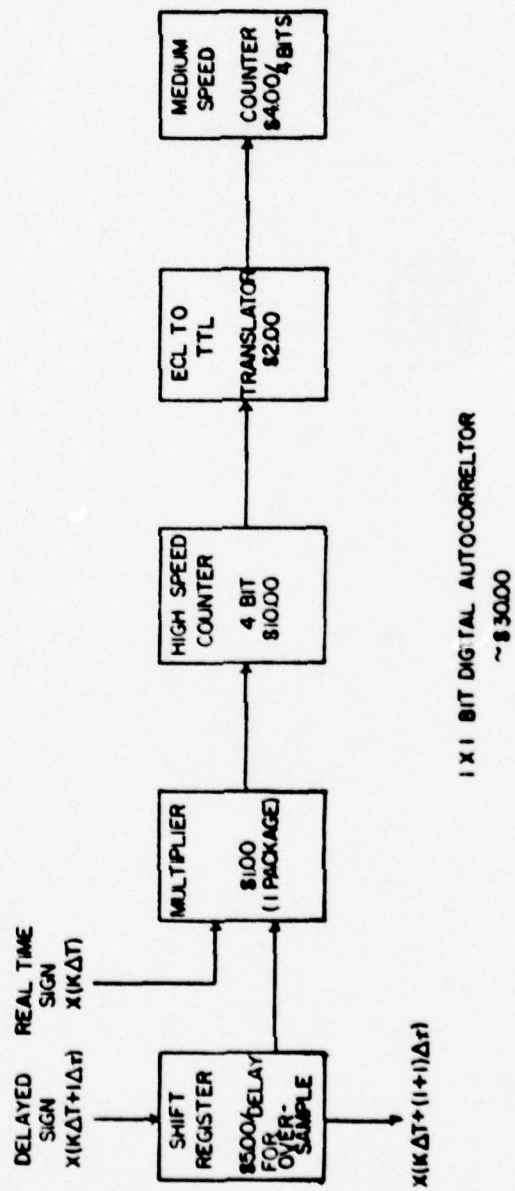 DELAYED
SIGN
X(KΔT+IΔτ)
REAL TIME
SIGN
X(KΔT)
SHIFT
REGISTER
$5.00/DELAY
FOR
OVER-
SAMPLE
X(KΔT+(I+1)Δτ)
MULTIPLIER
$1.00
(1 PACKAGE)
HIGH SPEED
COUNTER
4 BIT
$10.00
ECL TO
TTL
TRANSLATOR
$2.00
MEDIUM
SPEED
COUNTER
$4.00/
4 BITS
1 X 1 BIT DIGITAL AUTOCORRELTOR
~$30.00